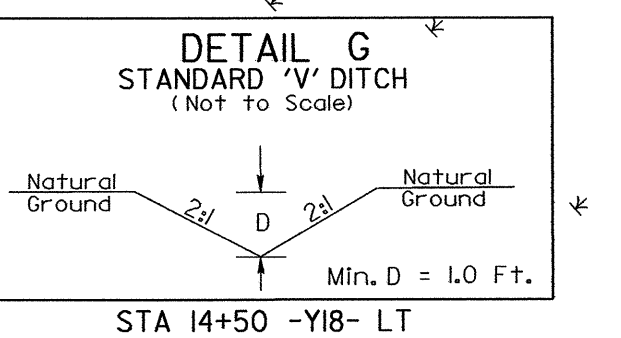 DETAIL G
STANDARD 'V' DITCH
(Not to Scale)
Natural
Ground
2:1
D
2:1
Natural
Ground
Min. D = 1.0 Ft.
STA 14+50 -Y18- LT